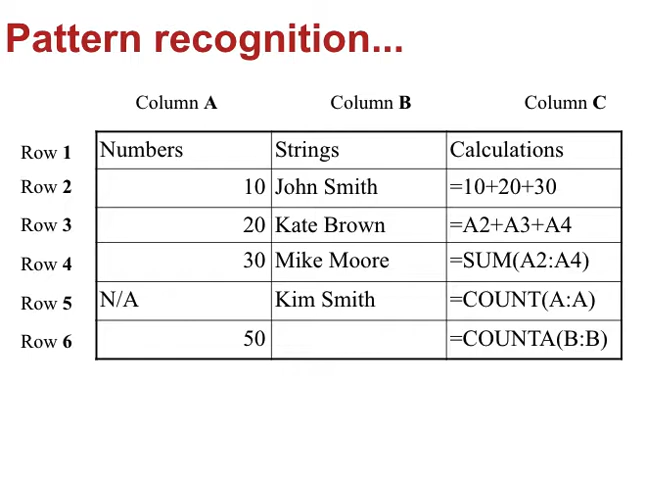 Pattern recognition...
Column A Column B Column C
Row 1 Numbers Strings Calculations
Row 2 10 John Smith =10+20+30
Row 3 20 Kate Brown =A2+A3+A4
Row 4 30 Mike Moore =SUM(A2:A4)
Row 5 N/A Kim Smith =COUNT(A:A)
Row 6 50 =COUNTA(B:B)